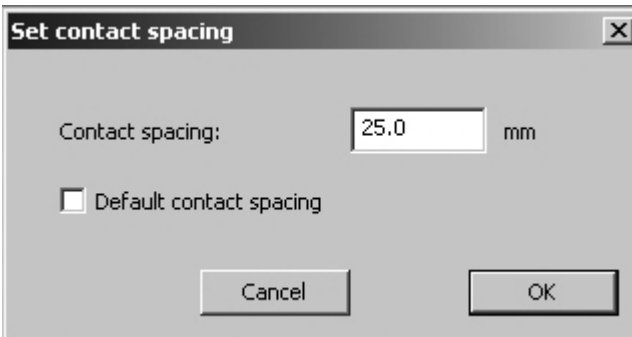 Set contact spacing
Contact spacing: 25.0 mm
Default contact spacing
Cancel OK